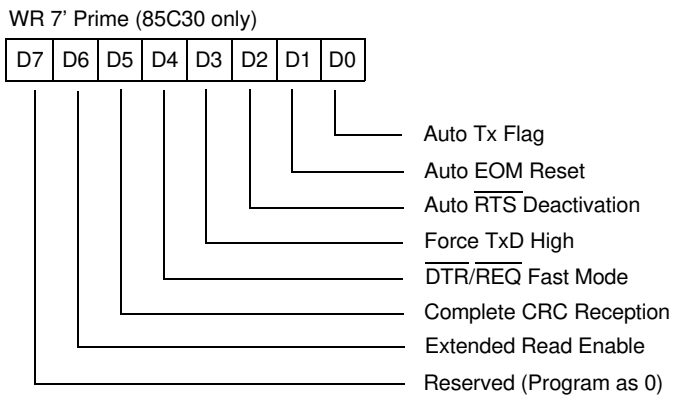 WR 7' Prime (85C30 only)
D7 D6 D5 D4 D3 D2 D1 D0
Auto Tx Flag
Auto EOM Reset
Auto RTS Deactivation
Force TxD High
DTR/REQ Fast Mode
Complete CRC Reception
Extended Read Enable
Reserved (Program as 0)